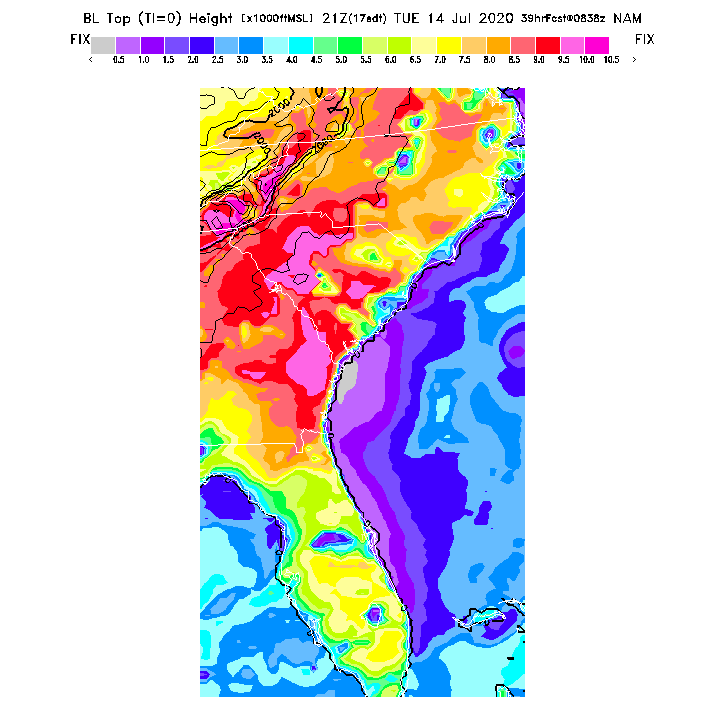 BL Top (TI=0) Height [x1000ftMSL] 21Z(17edt) TUE 14 Jul 2020 39hrFcst@0838z NAM
FIX FIX
< 0.5 1.0 1.5 2.0 2.5 3.0 3.5 4.0 4.5 5.0 5.5 6.0 6.5 7.0 7.5 8.0 8.5 9.0 9.5 10.0 10.5 >
2000
2000
2000